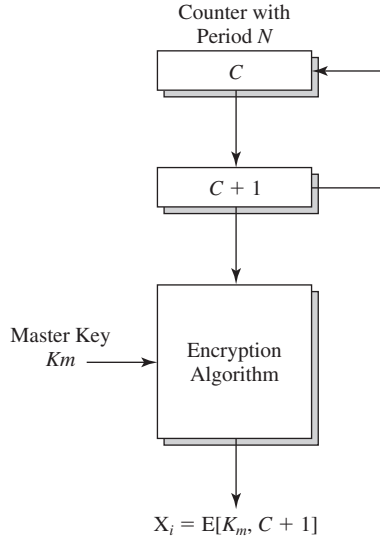 Counter with
Period N
C
C + 1
Master Key
Km
Encryption
Algorithm
Xᵢ = E[Kₘ, C + 1]